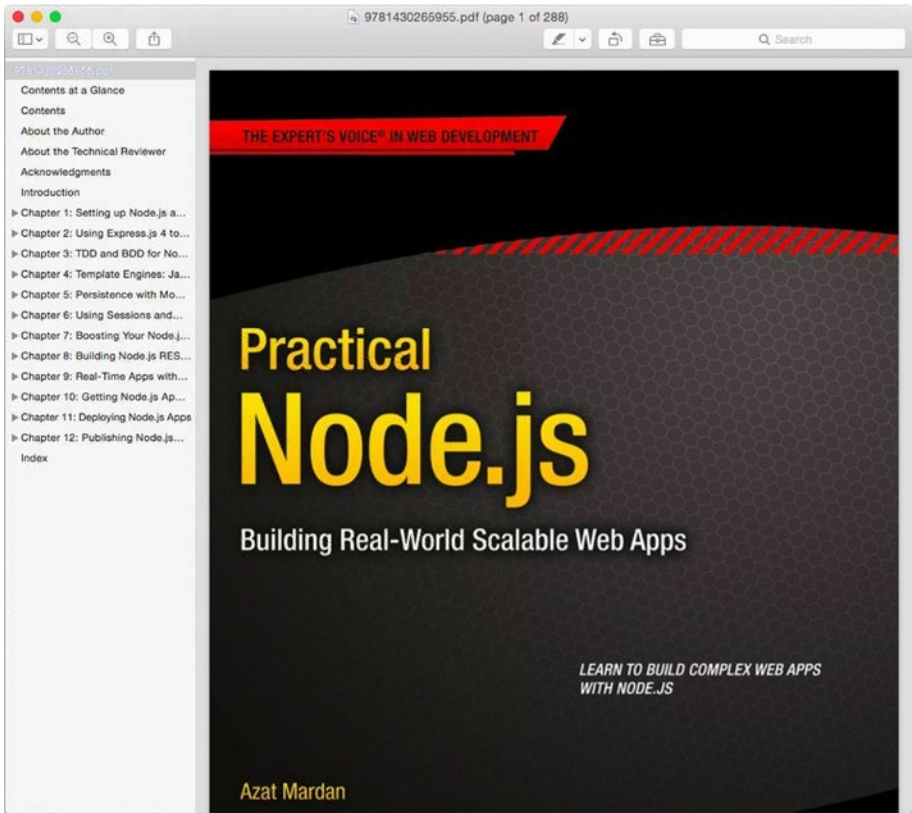 9781430265955.pdf (page 1 of 288)
Search
9781430265955.pdf
Contents at a Glance
Contents
About the Author
About the Technical Reviewer
Acknowledgments
Introduction
Chapter 1: Setting up Node.js a...
Chapter 2: Using Express.js 4 to...
Chapter 3: TDD and BDD for No...
Chapter 4: Template Engines: Ja...
Chapter 5: Persistence with Mo...
Chapter 6: Using Sessions and...
Chapter 7: Boosting Your Node.j...
Chapter 8: Building Node.js RES...
Chapter 9: Real-Time Apps with...
Chapter 10: Getting Node.js Ap...
Chapter 11: Deploying Node.js Apps
Chapter 12: Publishing Node.js...
Index
THE EXPERT'S VOICE® IN WEB DEVELOPMENT
Practical
Node.js
Building Real-World Scalable Web Apps
LEARN TO BUILD COMPLEX WEB APPS
WITH NODE.JS
Azat Mardan